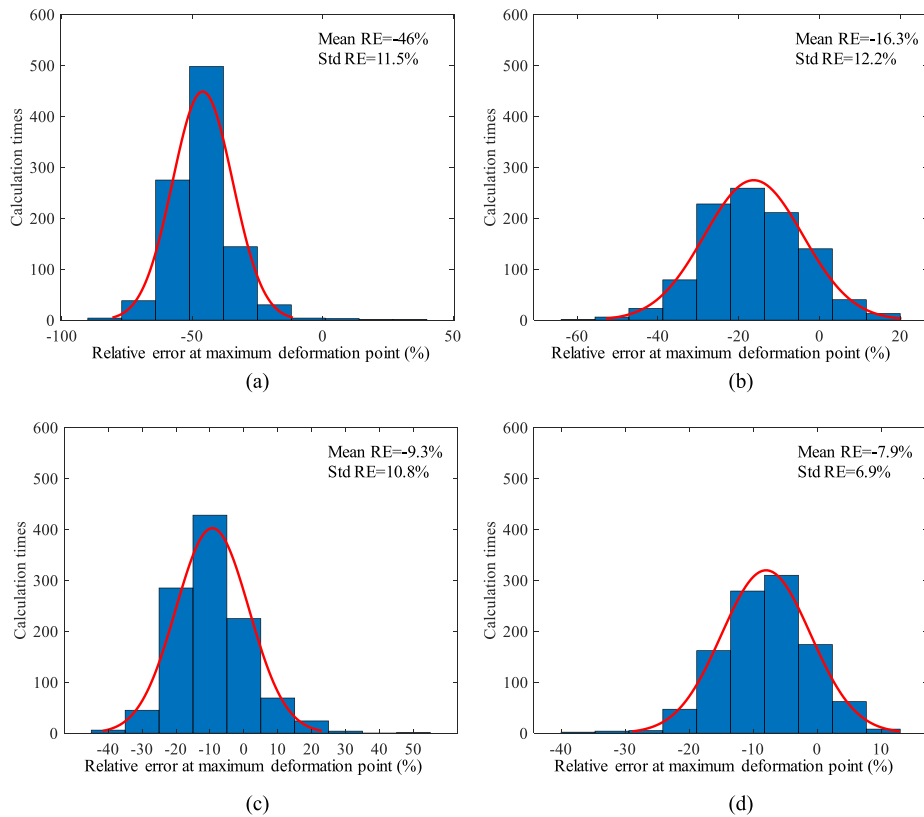 600
500
400
300
200
100
0
Calculation times
Mean RE=-46%
Std RE=11.5%
-100
-50
0
50
Relative error at maximum deformation point (%)
(a)
600
500
400
300
200
100
0
Calculation times
Mean RE=-16.3%
Std RE=12.2%
-60
-40
-20
0
20
Relative error at maximum deformation point (%)
(b)
600
500
400
300
200
100
0
Calculation times
Mean RE=-9.3%
Std RE=10.8%
-40
-30
-20
-10
0
10
20
30
40
50
Relative error at maximum deformation point (%)
(c)
600
500
400
300
200
100
0
Calculation times
Mean RE=-7.9%
Std RE=6.9%
-40
-30
-20
-10
0
10
Relative error at maximum deformation point (%)
(d)